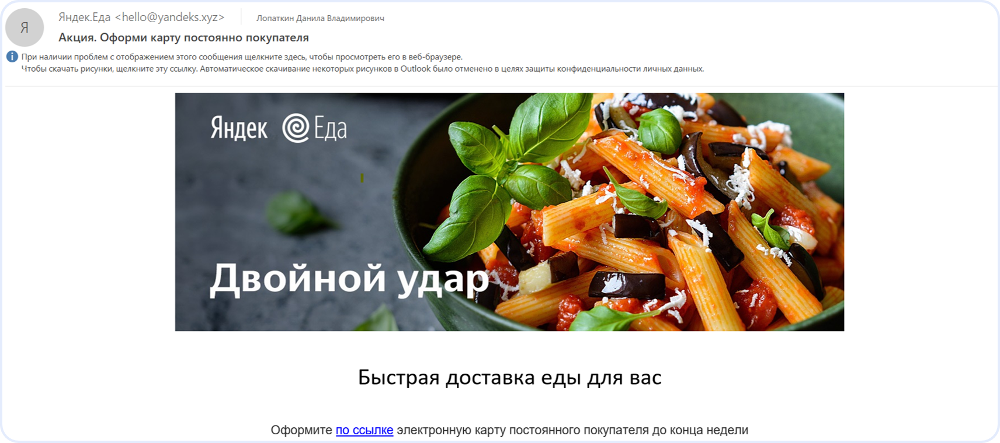 Я
Яндекс.Еда <hello@yandeks.xyz>
Лопаткин Данила Владимирович
Акция. Оформи карту постоянно покупателя
i При наличии проблем с отображением этого сообщения щелкните здесь, чтобы просмотреть его в веб-браузере.
Чтобы скачать рисунки, щелкните эту ссылку. Автоматическое скачивание некоторых рисунков в Outlook было отменено в целях защиты конфиденциальности личных данных.
Яндек Еда
Двойной удар
Быстрая доставка еды для вас
Оформите по ссылке электронную карту постоянного покупателя до конца недели